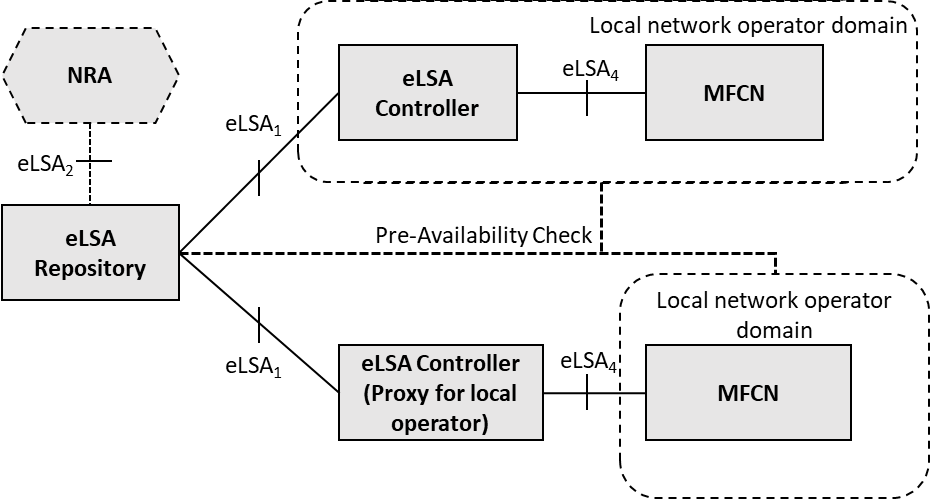 Local network operator domain
NRA
eLSA
Controller
eLSA₄
MFCN
eLSA₁
eLSA₂
eLSA
Repository
Pre-Availability Check
Local network operator
domain
eLSA₁
eLSA Controller
(Proxy for local
operator)
eLSA₄
MFCN